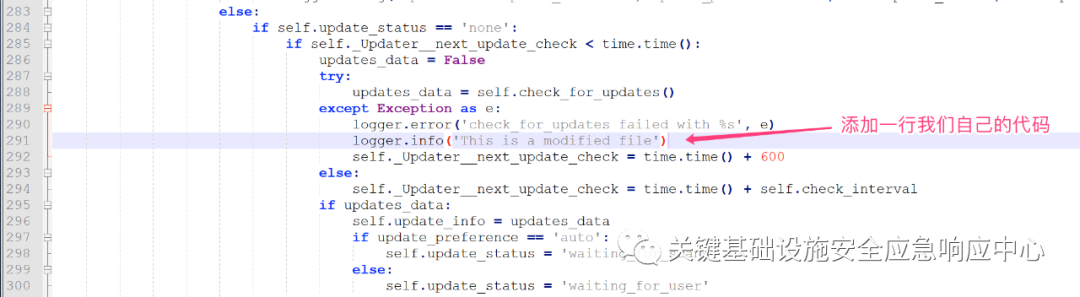 283 else:
284 if self.update_status == 'none':
285 if self._Updater__next_update_check < time.time():
286 updates_data = False
287 try:
288 updates_data = self.check_for_updates()
289 except Exception as e:
290 logger.error('check_for_updates failed with %s', e)
291 logger.info('This is a modified file') 添加一行我们自己的代码
292 self._Updater__next_update_check = time.time() + 600
293 else:
294 self._Updater__next_update_check = time.time() + self.check_interval
295 if updates_data:
296 self.update_info = updates_data
297 if update_preference == 'auto':
298 self.update_status =
299 else:
300 self.update_status = 'waiting_for_user'
关键基础设施安全应急响应中心